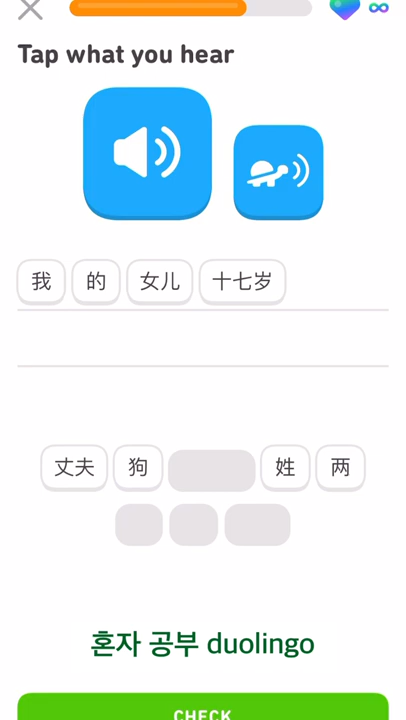 Tap what you hear
我 的 女儿 十七岁
丈夫 狗 姓 两
혼자 공부 duolingo
CHECK